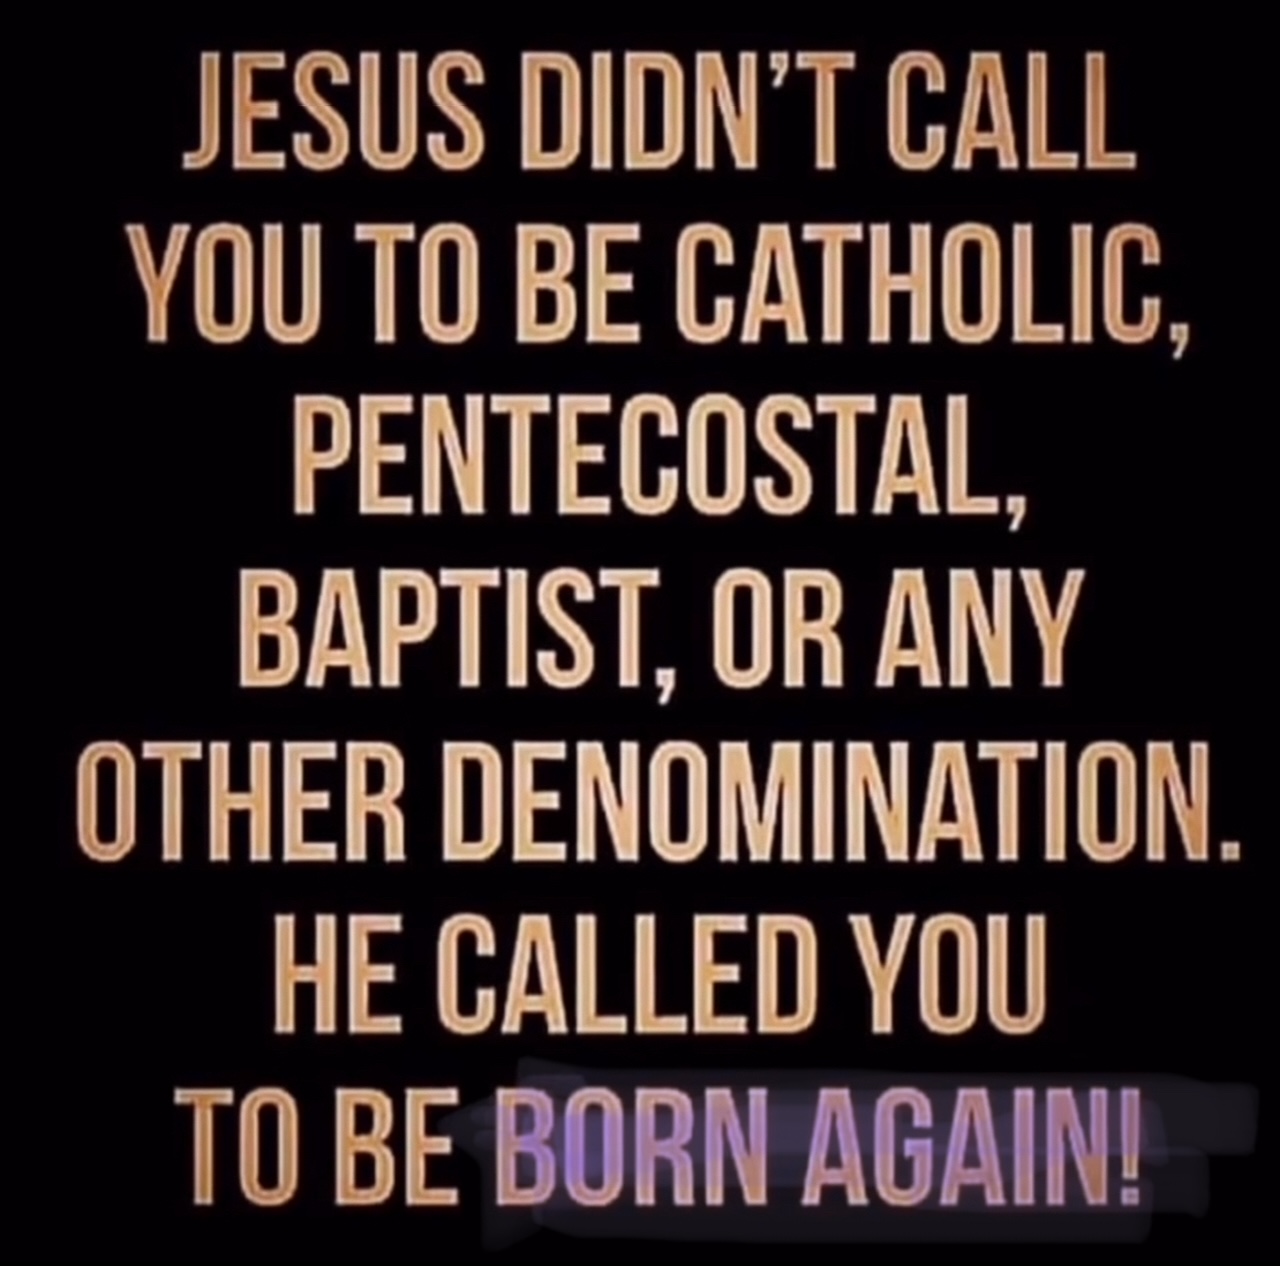 JESUS DIDN'T CALL
YOU TO BE CATHOLIC,
PENTECOSTAL,
BAPTIST, OR ANY
OTHER DENOMINATION.
HE CALLED YOU
TO BE BORN AGAIN!